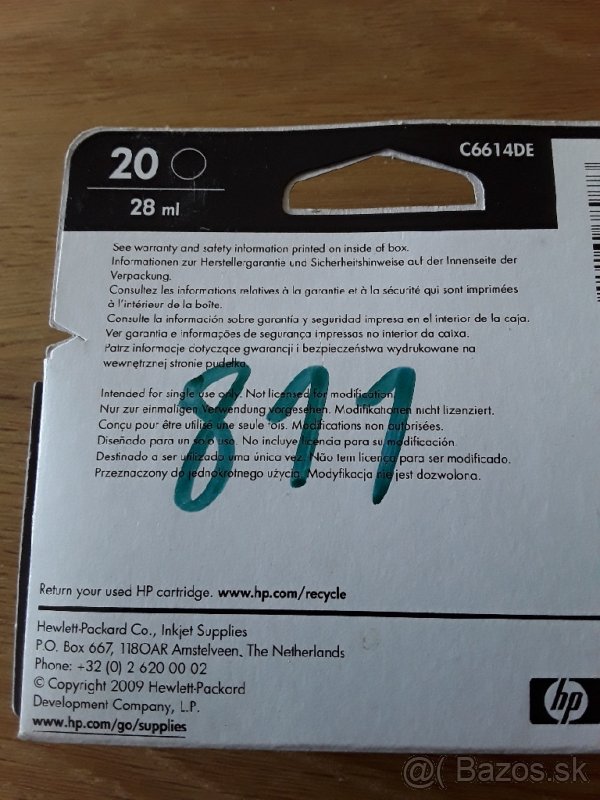 20
C6614DE
28 ml
See warranty and safety information printed on inside of box.
Informationen zur Herstellergarantie und Sicherheitshinweise auf der Innenseite der
Verpackung.
Consultez les informations relatives à la garantie et à la sécurité qui sont imprimées
à l'intérieur de la boîte.
Consulte la información sobre garantía y seguridad impresa en el interior de la caja.
Ver garantia e informações de segurança impressas no interior da caixa.
Patrz informacje dotyczące gwarancji i bezpieczeństwa wydrukowane na
wewnętrznej stronie pudełka.
811
Intended for single use only. Not licensed for modification.
Nur zur einmaligen Verwendung vorgesehen. Modifikationen nicht lizenziert.
Conçu pour être utilisé une seule fois. Modifications non autorisées.
Diseñado para un solo uso. No incluye licencia para su modificación.
Destinado a ser utilizado uma única vez. Não tem licença para ser modificado.
Przeznaczony do jednokrotnego użycia. Modyfikacja nie jest dozwolona.
Return your used HP cartridge. www.hp.com/recycle
Hewlett-Packard Co., Inkjet Supplies
P.O. Box 667, 1180AR Amstelveen, The Netherlands
Phone: +32 (0) 2 620 00 02
© Copyright 2009 Hewlett-Packard
Development Company, L.P.
www.hp.com/go/supplies
hp
@( Bazos.sk